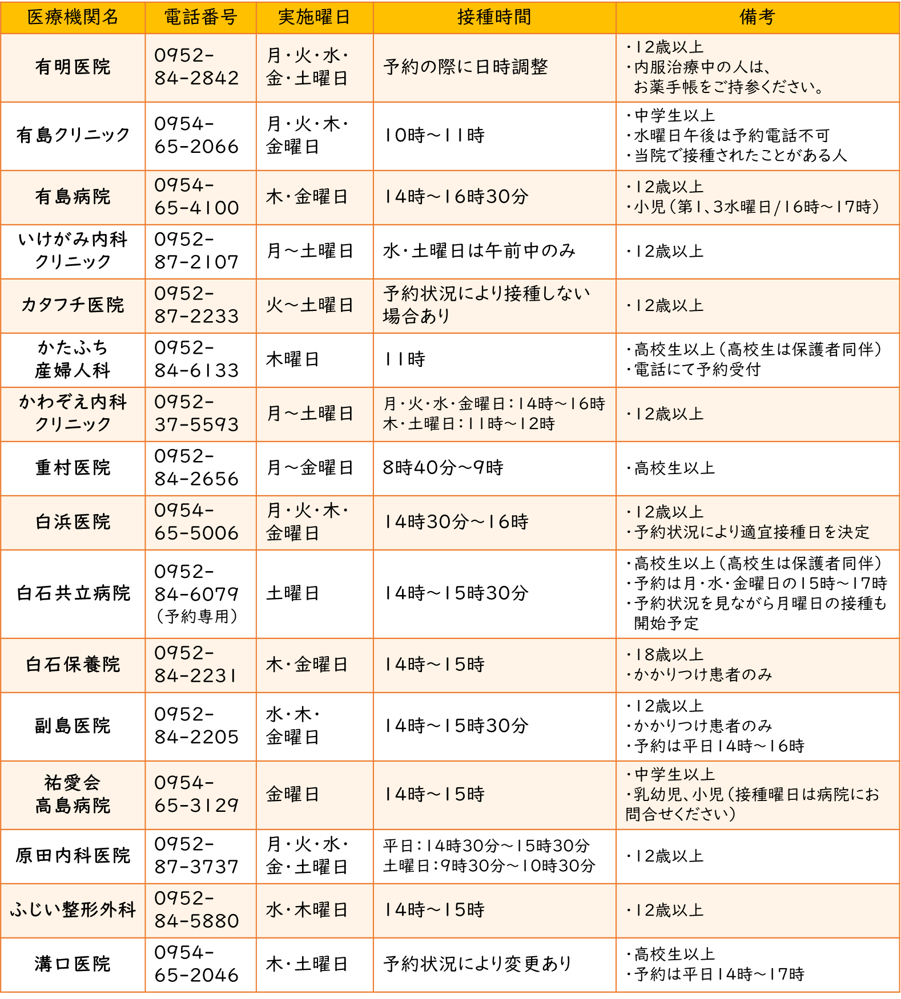 医療機関名 電話番号 実施曜日 接種時間 備考
有明医院
0952-
84-2842
月・火・水・
金・土曜日
予約の際に日時調整
・12歳以上
・内服治療中の人は、
お薬手帳をご持参ください。
有島クリニック
0954-
65-2066
月・火・木・
金曜日
10時～11時
・中学生以上
・水曜日午後は予約電話不可
・当院で接種されたことがある人
有島病院
0954-
65-4100
木・金曜日
14時～16時30分
・12歳以上
・小児（第1、3水曜日/16時～17時）
いけがみ内科
クリニック
0952-
87-2107
月～土曜日
水・土曜日は午前中のみ
・12歳以上
カタフチ医院
0952-
87-2233
火～土曜日
予約状況により接種しない
場合あり
・12歳以上
かたふち
産婦人科
0952-
84-6133
木曜日
11時
・高校生以上（高校生は保護者同伴）
・電話にて予約受付
かわぞえ内科
クリニック
0952-
37-5593
月～土曜日
月・火・水・金曜日：14時～16時
木・土曜日：11時～12時
・12歳以上
重村医院
0952-
84-2656
月～金曜日
8時40分～9時
・高校生以上
白浜医院
0954-
65-5006
月・火・木・
金曜日
14時30分～16時
・12歳以上
・予約状況により適宜接種日を決定
白石共立病院
0952-
84-6079
（予約専用）
土曜日
14時～15時30分
・高校生以上（高校生は保護者同伴）
・予約は月・水・金曜日の15時～17時
・予約状況を見ながら月曜日の接種も
開始予定
白石保養院
0952-
84-2231
木・金曜日
14時～15時
・18歳以上
・かかりつけ患者のみ
副島医院
0952-
84-2205
水・木・
金曜日
14時～15時30分
・12歳以上
・かかりつけ患者のみ
・予約は平日14時～16時
祐愛会
高島病院
0954-
65-3129
金曜日
14時～15時
・中学生以上
・乳幼児、小児（接種曜日は病院にお
問合せください）
原田内科医院
0952-
87-3737
月・火・水・
金・土曜日
平日：14時30分～15時30分
土曜日：9時30分～10時30分
・12歳以上
ふじい整形外科
0952-
84-5880
水・木曜日
14時～15時
・12歳以上
溝口医院
0954-
65-2046
木・土曜日
予約状況により変更あり
・高校生以上
・予約は平日14時～17時